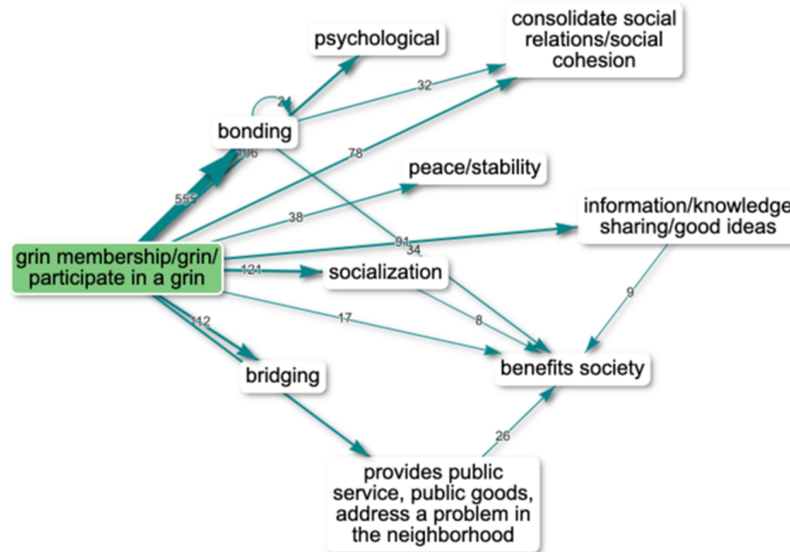 consolidate social
relations/social
cohesion
psychological
32
24
bonding
106
78
peace/stability
555
38
information/knowledge
sharing/good ideas
91
34
grin membership/grin/
participate in a grin
121
socialization
9
17
8
112
benefits society
bridging
26
provides public
service, public goods,
address a problem in
the neighborhood